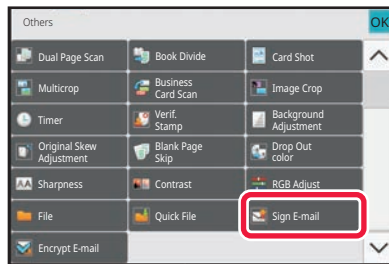 Others
OK
Dual Page Scan
Book Divide
Card Shot
Multicrop
Business
Card Scan
Image Crop
Timer
Verif.
Stamp
Background
Adjustment
Original Skew
Adjustment
Blank Page
Skip
Drop Out
color
Sharpness
Contrast
RGB Adjust
File
Quick File
Sign E-mail
Encrypt E-mail